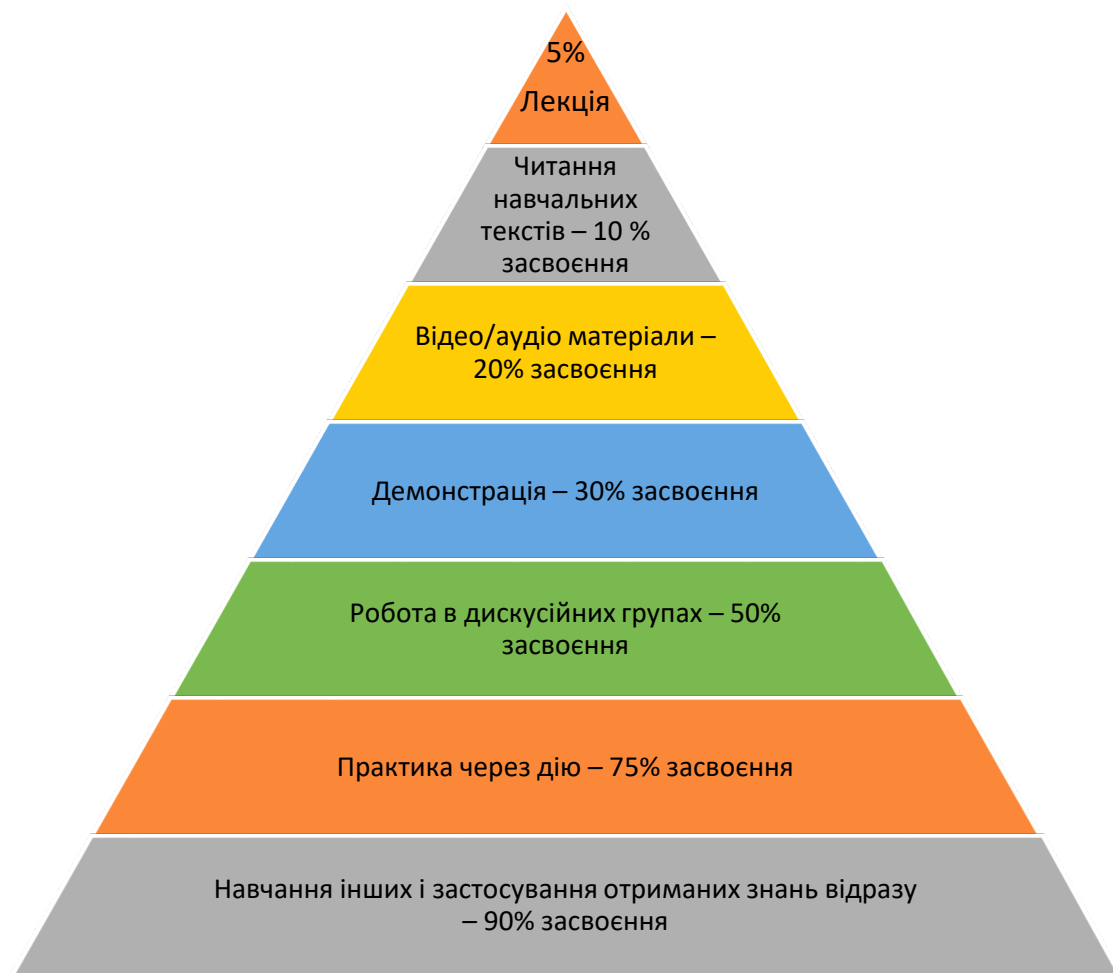 5%
Лекція
Читання
навчальних
текстів – 10 %
засвоєння
Відео/аудіо матеріали –
20% засвоєння
Демонстрація – 30% засвоєння
Робота в дискусійних групах – 50%
засвоєння
Практика через дію – 75% засвоєння
Навчання інших і застосування отриманих знань відразу
– 90% засвоєння